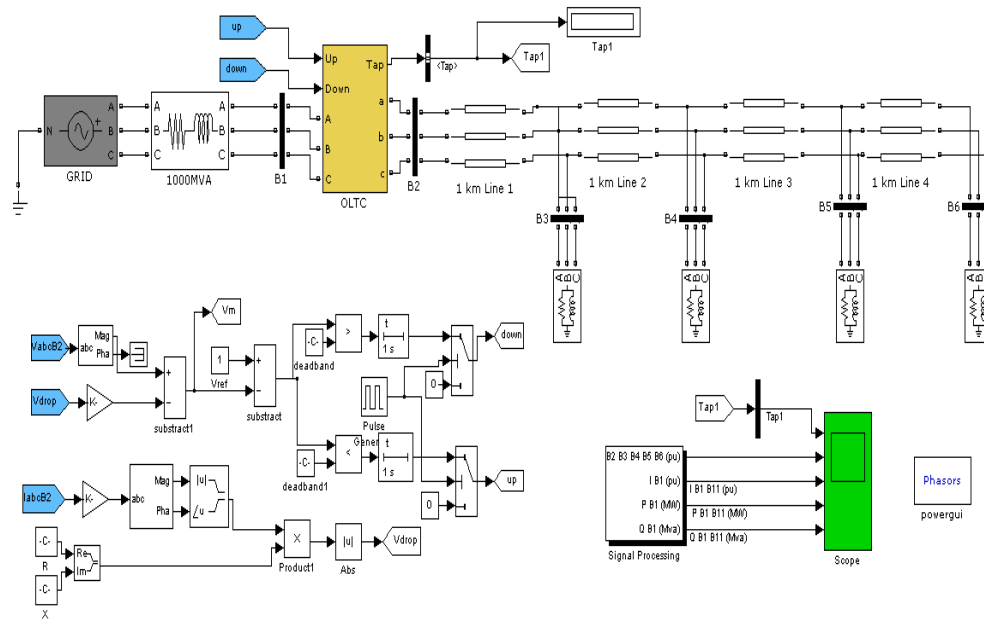 up
down
Up
Down
Tap
<Tap>
Tap1
Tap1
N
A
B
C
GRID
A
B
C
A
B
C
1000MVA
B1
A
B
C
a
b
c
OLTC
B2
1 km Line 1
1 km Line 2
1 km Line 3
1 km Line 4
B3
B4
B5
B6
A B C
A B C
A B C
A B C
VabcB2
abc
Mag
Pha
Vm
Vdrop
K-
+
−
substract1
1
Vref
+
−
substract
-C-
deadband
>
t
1 s
0
down
Pulse
Gener
-C-
deadband1
<
t
1 s
0
up
IabcB2
K-
abc
Mag
Pha
|u|
∠u
-C-
R
-C-
X
Re
Im
X
Product1
|u|
Abs
Vdrop
Tap1
Tap1
B2 B3 B4 B5 B6 (pu)
I B1 (pu)
P B1 (MW)
Q B1 (Mva)
Signal Processing
I B1 B11 (pu)
P B1 B11 (MW)
Q B1 B11 (Mva)
Scope
Phasors
powergui